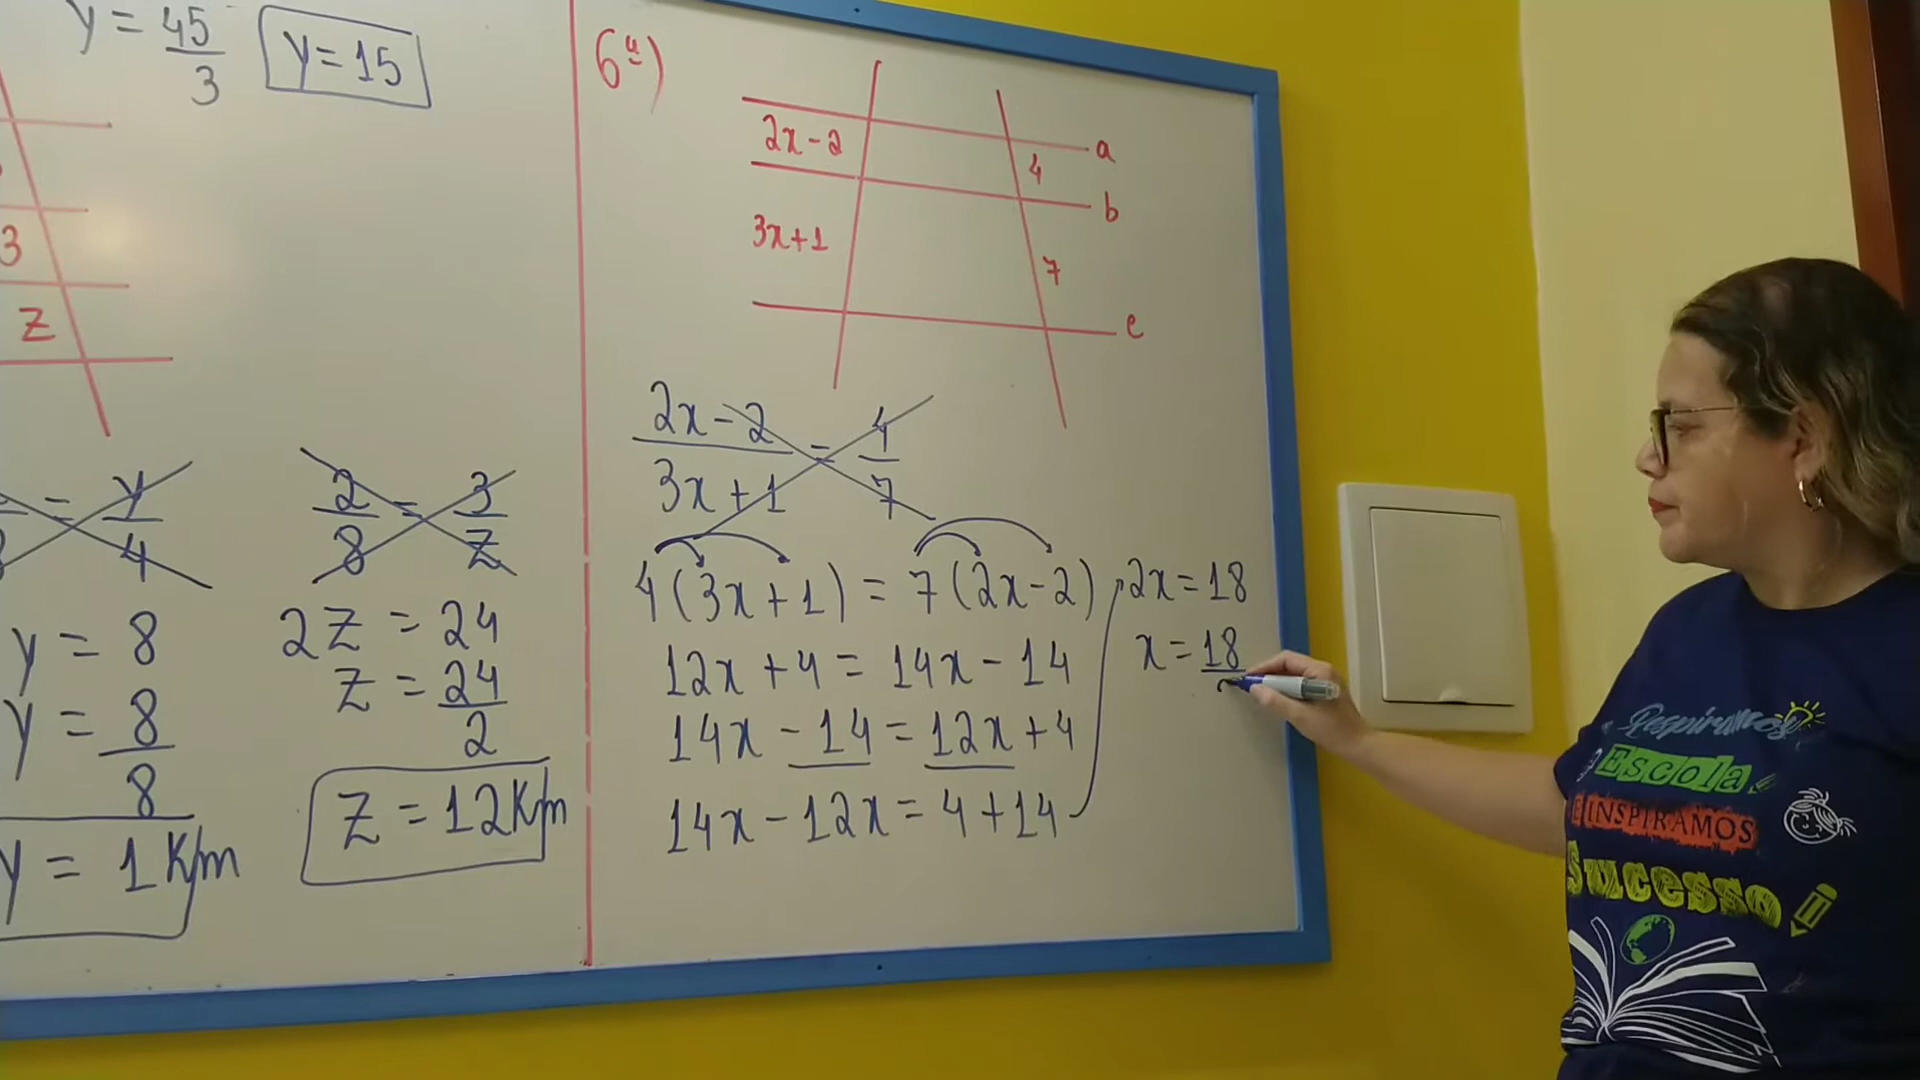 y = 45/3
y = 15
3
z
y/4
2/8 = 3/z
y = 8
y = 8/8
y = 1 Km
2z = 24
z = 24/2
z = 12 Km
6ª)
2x - 2
4
a
b
3x + 1
7
c
2x - 2 / 3x + 1 = 4/7
4 (3x + 1) = 7 (2x - 2)
12x + 4 = 14x - 14
14x - 14 = 12x + 4
14x - 12x = 4 + 14
2x = 18
x = 18
Respiramos
Escola
E INSPIRAMOS
Sucesso